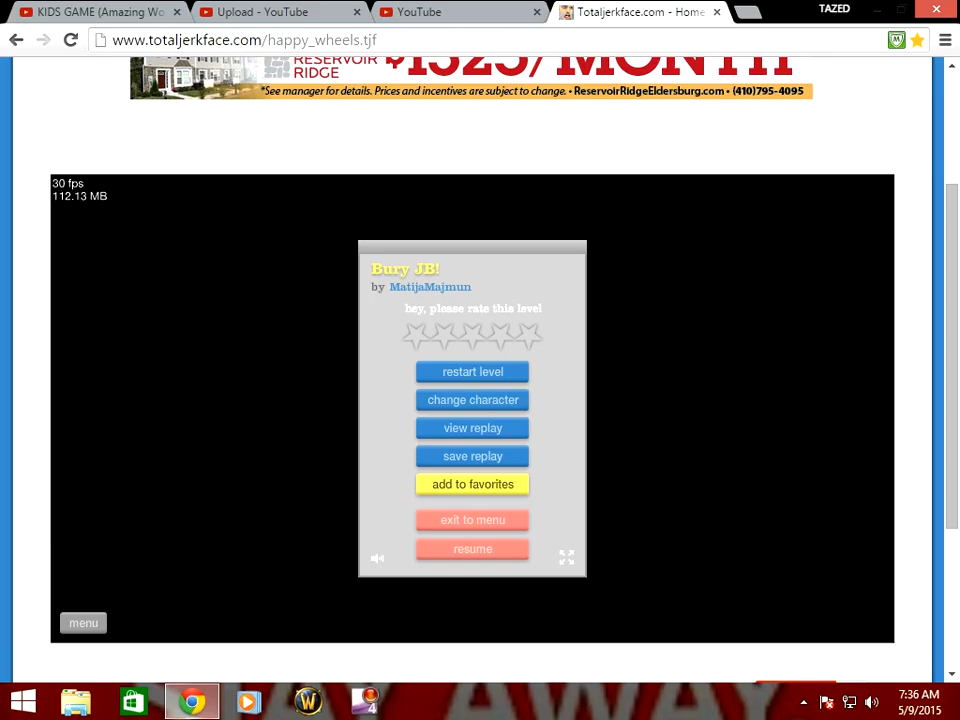 KIDS GAME (Amazing Wo
Upload - YouTube
YouTube
Totaljerkface.com - Home
TAZED
www.totaljerkface.com/happy_wheels.tjf
RESERVOIR
RIDGE
$1525/MONTH
*See manager for details. Prices and incentives are subject to change. • ReservoirRidgeEldersburg.com • (410)795-4095
30 fps
112.13 MB
Bury JB!
by MatijaMajmun
hey, please rate this level
restart level
change character
view replay
save replay
add to favorites
exit to menu
resume
menu
AWAY
4
7:36 AM
5/9/2015